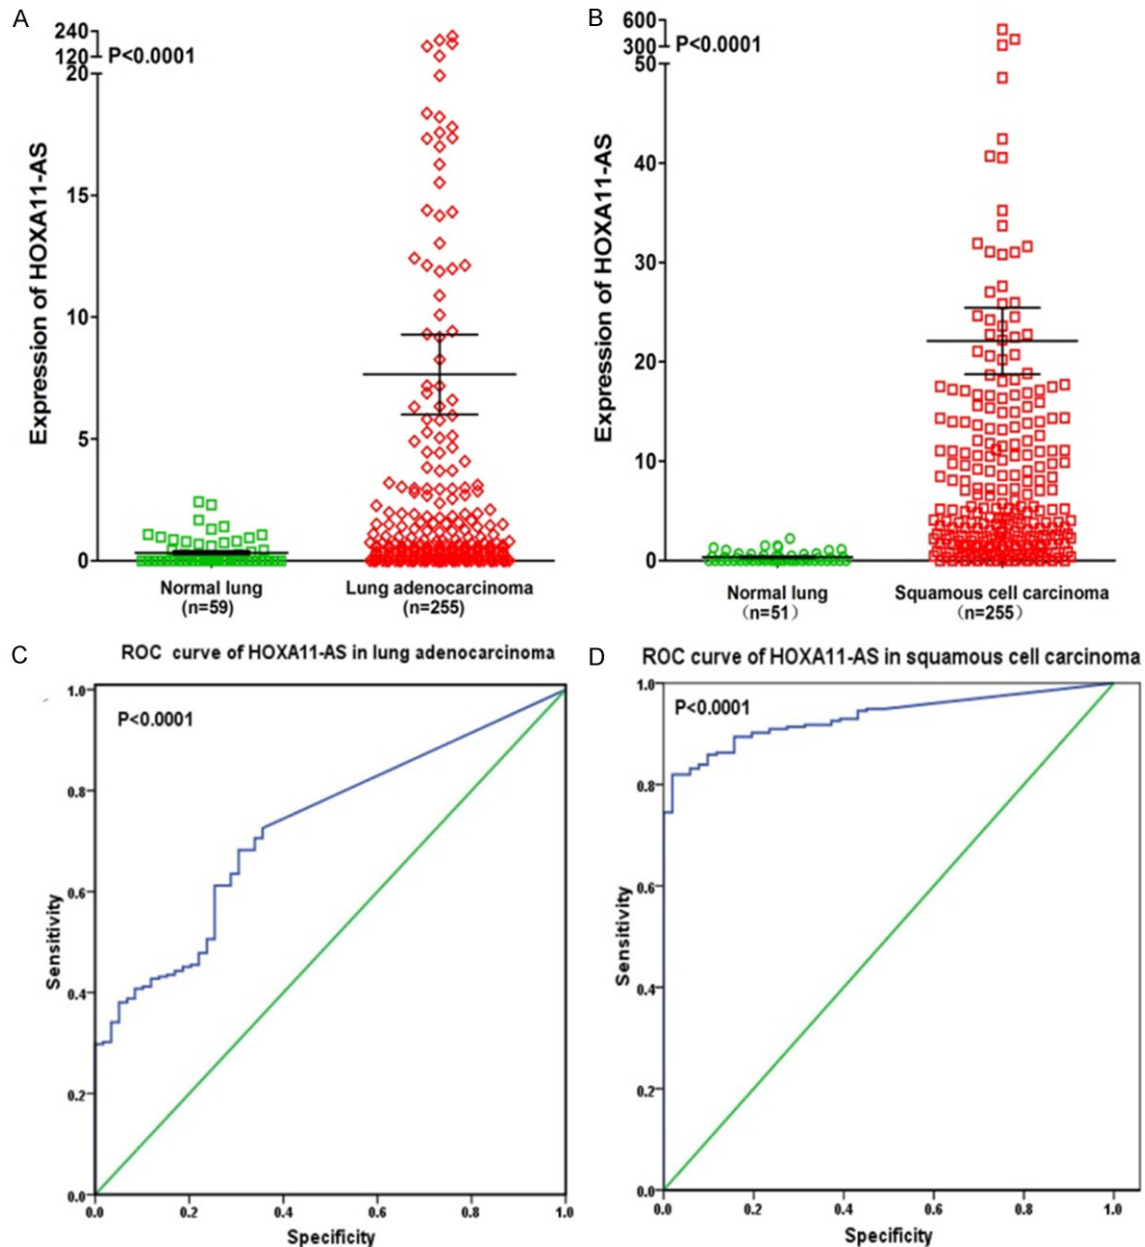 A
240
120
20
15
10
5
0
P<0.0001
Expression of HOXA11-AS
Normal lung
(n=59)
Lung adenocarcinoma
(n=255)
B
600
300
50
40
30
20
10
0
P<0.0001
Expression of HOXA11-AS
Normal lung
(n=51)
Squamous cell carcinoma
(n=255)
C
ROC curve of HOXA11-AS in lung adenocarcinoma
P<0.0001
1.0
0.8
0.6
0.4
0.2
0.0
Sensitivity
0.0 0.2 0.4 0.6 0.8 1.0
Specificity
D
ROC curve of HOXA11-AS in squamous cell carcinoma
P<0.0001
1.0
0.8
0.6
0.4
0.2
0.0
Sensitivity
0.0 0.2 0.4 0.6 0.8 1.0
Specificity